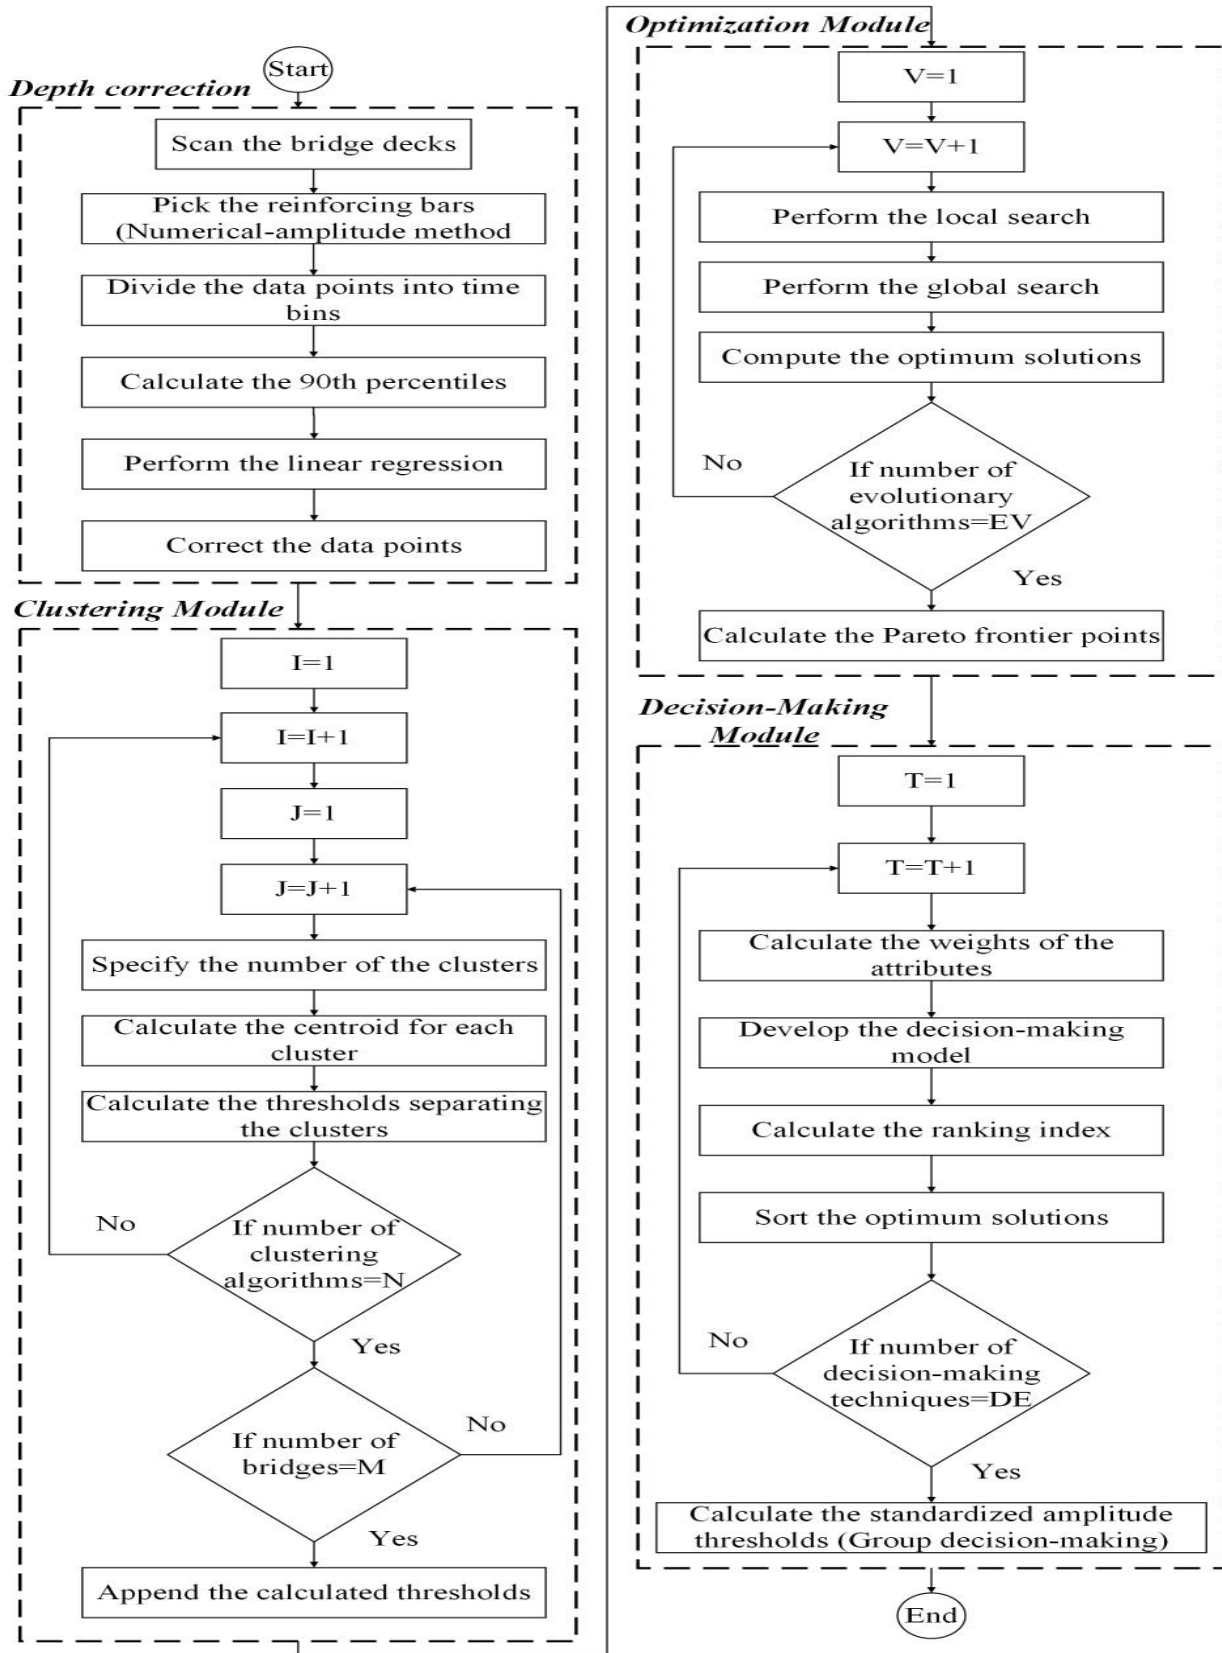 Start
Depth correction
Scan the bridge decks
Pick the reinforcing bars
(Numerical-amplitude method
Divide the data points into time
bins
Calculate the 90th percentiles
Perform the linear regression
Correct the data points
Clustering Module
I=1
I=I+1
J=1
J=J+1
Specify the number of the clusters
Calculate the centroid for each
cluster
Calculate the thresholds separating
the clusters
No
If number of
clustering
algorithms=N
Yes
No
If number of
bridges=M
Yes
Append the calculated thresholds
Optimization Module
V=1
V=V+1
Perform the local search
Perform the global search
Compute the optimum solutions
No
If number of
evolutionary
algorithms=EV
Yes
Calculate the Pareto frontier points
Decision-Making
Module
T=1
T=T+1
Calculate the weights of the
attributes
Develop the decision-making
model
Calculate the ranking index
Sort the optimum solutions
No
If number of
decision-making
techniques=DE
Yes
Calculate the standardized amplitude
thresholds (Group decision-making)
End